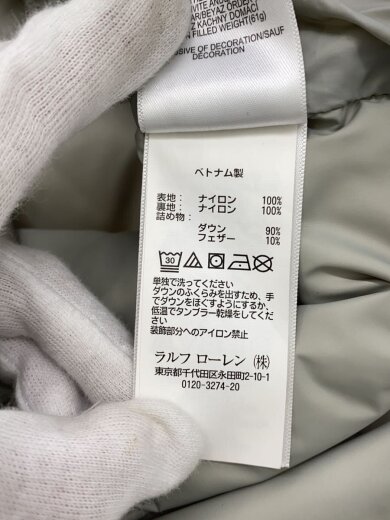 VITE AND
AR/BEYAZ ÖRDE
Z KACHNY DOMÁCÍ
N FILLED WEIGHT(61g)
SIVE OF DECORATION/SAUF
DECORATION
ベトナム製
表地: ナイロン 100%
裏地: ナイロン 100%
詰め物:
ダウン 90%
フェザー 10%
30
単独で洗ってください
ダウンのふくらみを出すため、手
でダウンをほぐすようにするか、
低温でタンブラー乾燥をしてくだ
さい
装飾部分へのアイロン禁止
ラルフ ローレン (株)
東京都千代田区永田町2-10-1
0120-3274-20